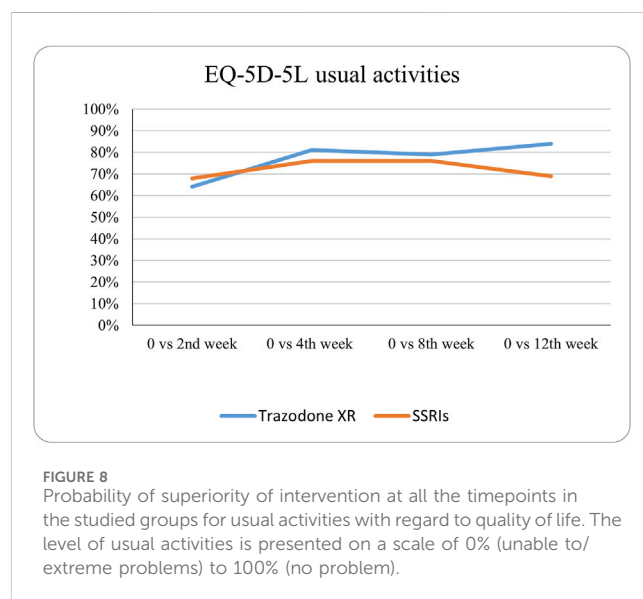 EQ-5D-5L usual activities
100%
90%
80%
70%
60%
50%
40%
30%
20%
10%
0%
0 vs 2nd week 0 vs 4th week 0 vs 8th week 0 vs 12th week
Trazodone XR SSRIs
FIGURE 8
Probability of superiority of intervention at all the timepoints in
the studied groups for usual activities with regard to quality of life. The
level of usual activities is presented on a scale of 0% (unable to/
extreme problems) to 100% (no problem).